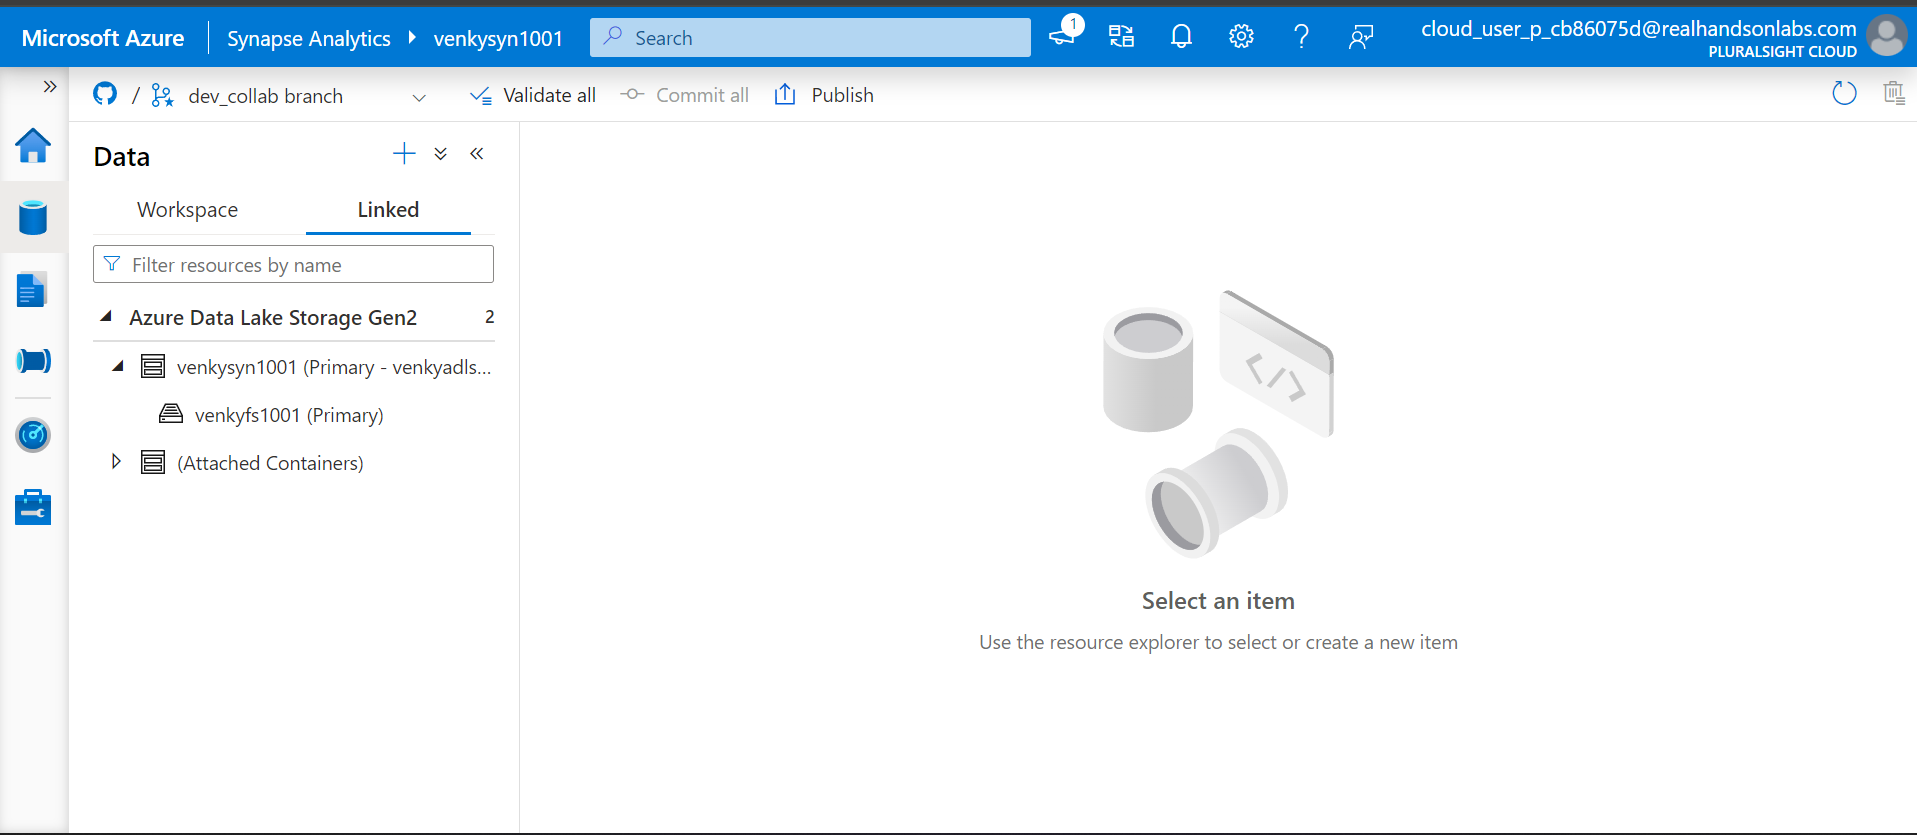 Microsoft Azure
Synapse Analytics
venkysyn1001
Search
1
cloud_user_p_cb86075d@realhandsonlabs.com
PLURALSIGHT CLOUD
/
dev_collab branch
Validate all
Commit all
Publish
Data
Workspace
Linked
Filter resources by name
Azure Data Lake Storage Gen2 2
venkysyn1001 (Primary - venkyadls...
venkyfs1001 (Primary)
(Attached Containers)
</>
Select an item
Use the resource explorer to select or create a new item